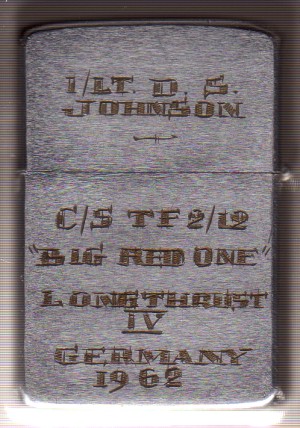 1/LT. D. S.
JOHNSON
C/S TF 2/12
"BIG RED ONE"
LONGTHRUST
IV
GERMANY
1962